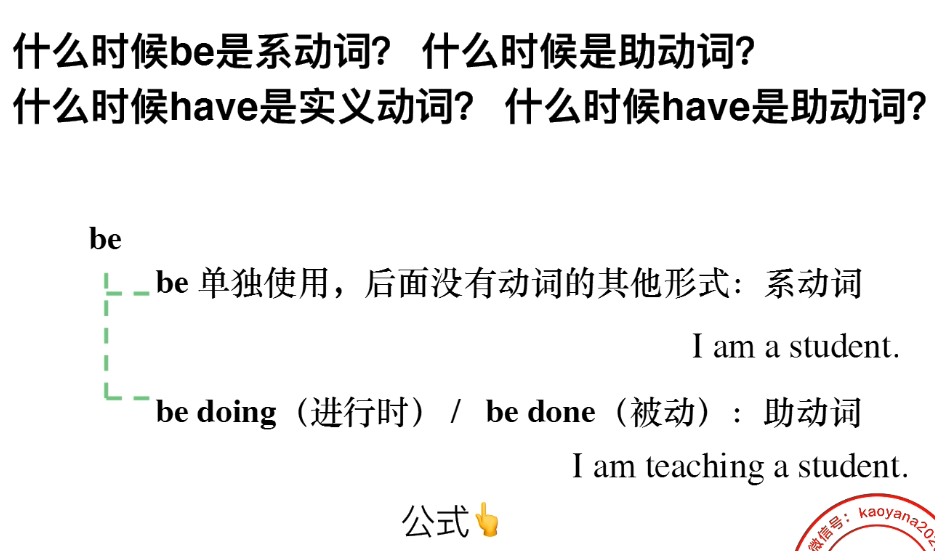 什么时候be是系动词？ 什么时候是助动词？
什么时候have是实义动词？ 什么时候have是助动词？
be
be 单独使用，后面没有动词的其他形式：系动词
I am a student.
be doing（进行时） / be done（被动）：助动词
I am teaching a student.
公式👆
微信号：kaoyana202